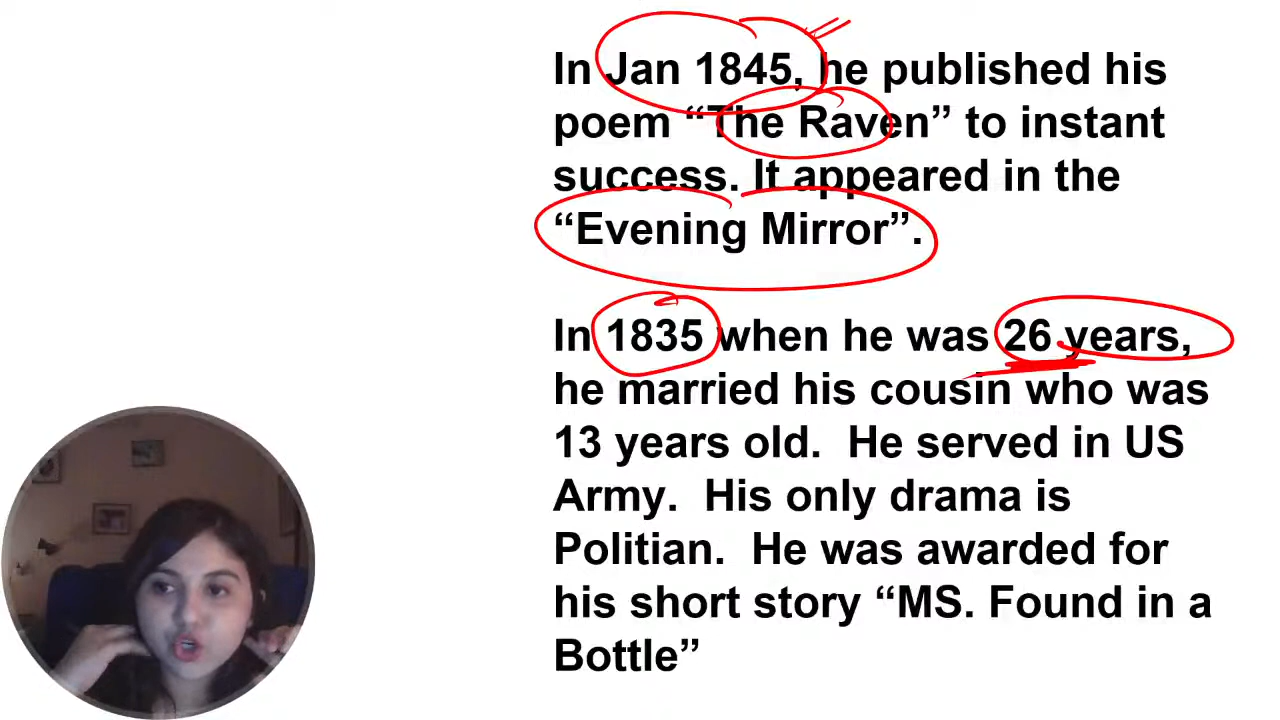 In Jan 1845, he published his
poem “The Raven” to instant
success. It appeared in the
“Evening Mirror”.
In 1835 when he was 26 years,
he married his cousin who was
13 years old.  He served in US
Army.  His only drama is
Politian.  He was awarded for
his short story “MS. Found in a
Bottle”